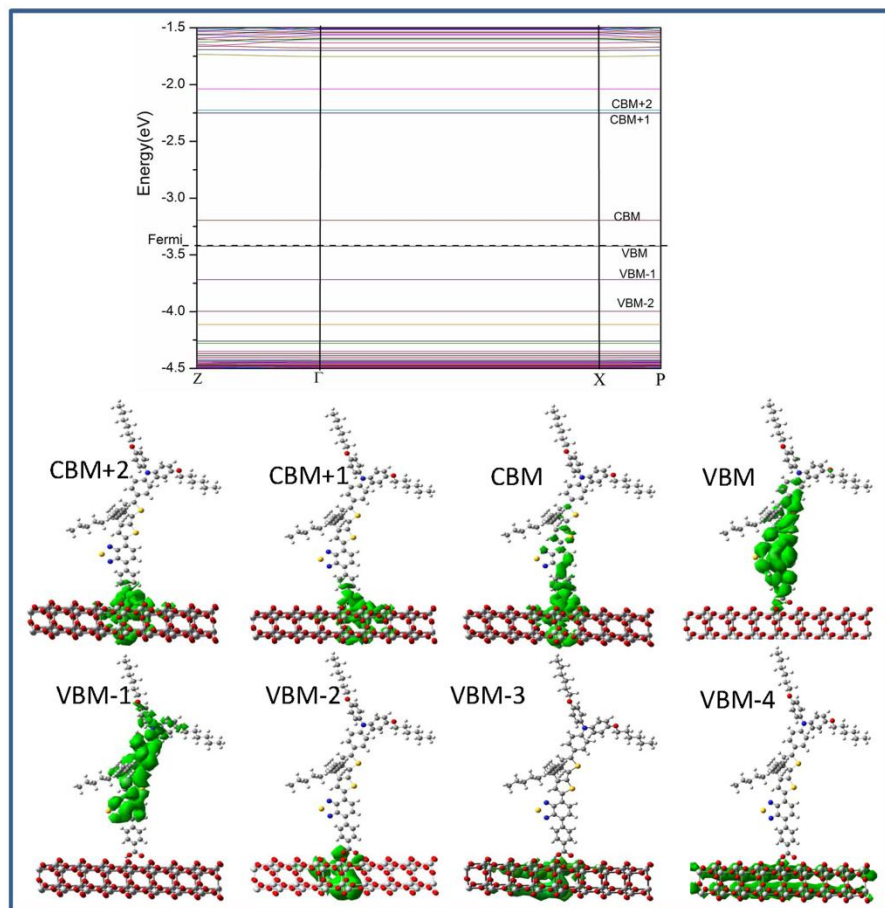 -1.5
-2.0
-2.5
-3.0
-3.5
-4.0
-4.5
Energy(eV)
Fermi
CBM+2
CBM+1
CBM
VBM
VBM-1
VBM-2
Z Γ X P
CBM+2 CBM+1 CBM VBM
VBM-1 VBM-2 VBM-3 VBM-4